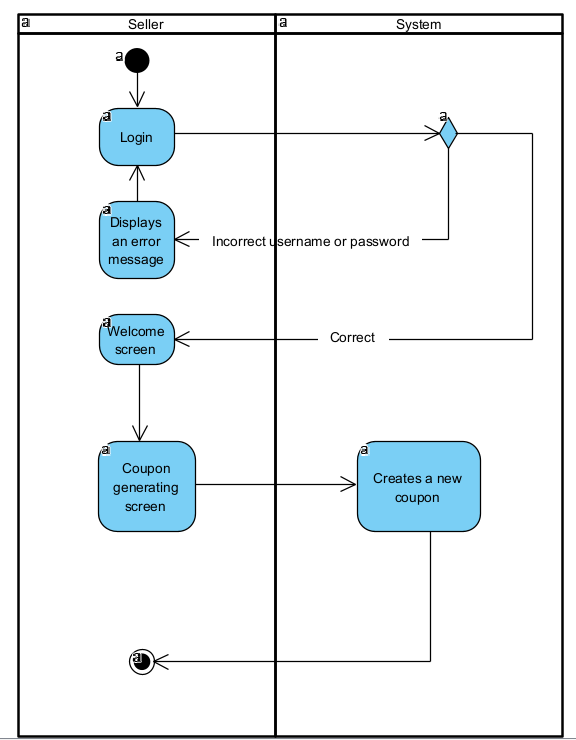 a Seller
a System
a
a
a
Login
a
Displays
an error
message
Incorrect username or password
a
Welcome
screen
Correct
a
Coupon
generating
screen
a
Creates a new
coupon
a